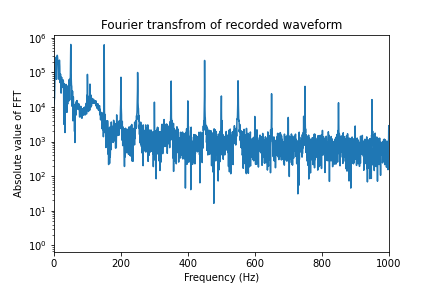 Fourier transfrom of recorded waveform
10⁶
10⁵
10⁴
10³
10²
10¹
10⁰
Absolute value of FFT
0 200 400 600 800 1000
Frequency (Hz)